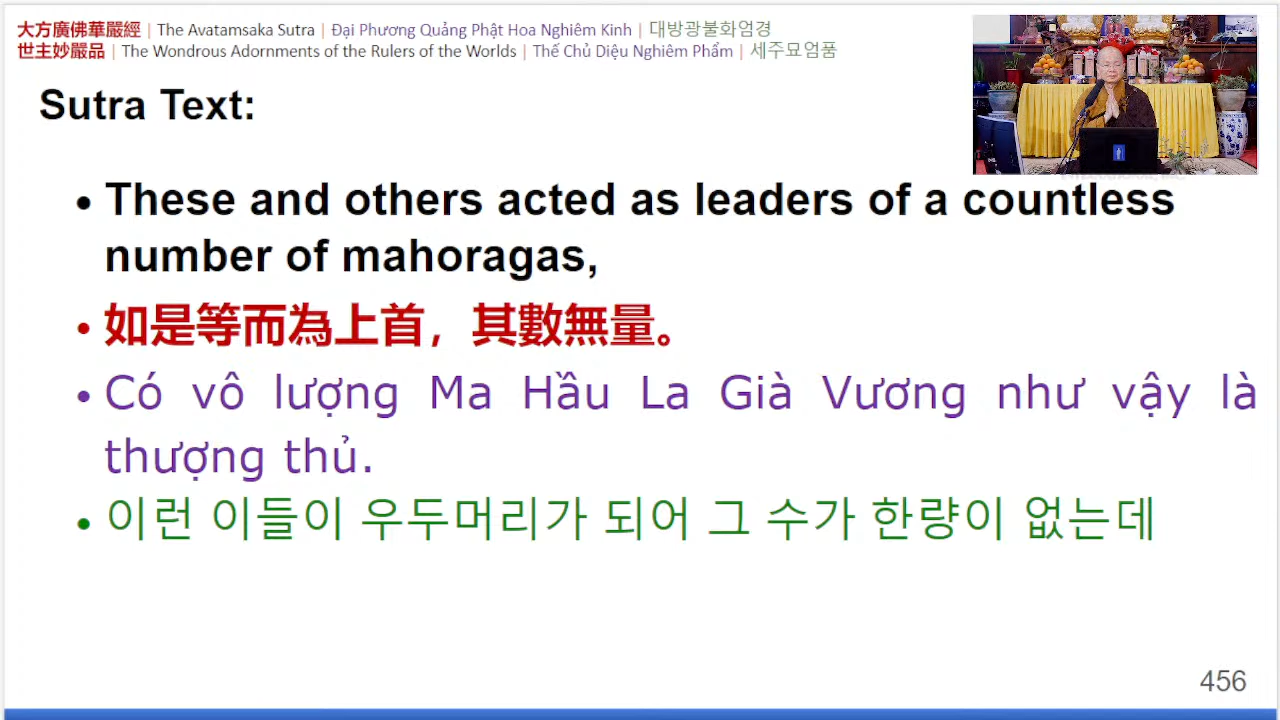 大方廣佛華嚴經 | The Avatamsaka Sutra | Đại Phương Quảng Phật Hoa Nghiêm Kinh | 대방광불화엄경
世主妙嚴品 | The Wondrous Adornments of the Rulers of the Worlds | Thế Chủ Diệu Nghiêm Phẩm | 세주묘엄품
Sutra Text:
• These and others acted as leaders of a countless
number of mahoragas,
• 如是等而為上首，其數無量。
• Có vô lượng Ma Hầu La Già Vương như vậy là
thượng thủ.
• 이런 이들이 우두머리가 되어 그 수가 한량이 없는데
456